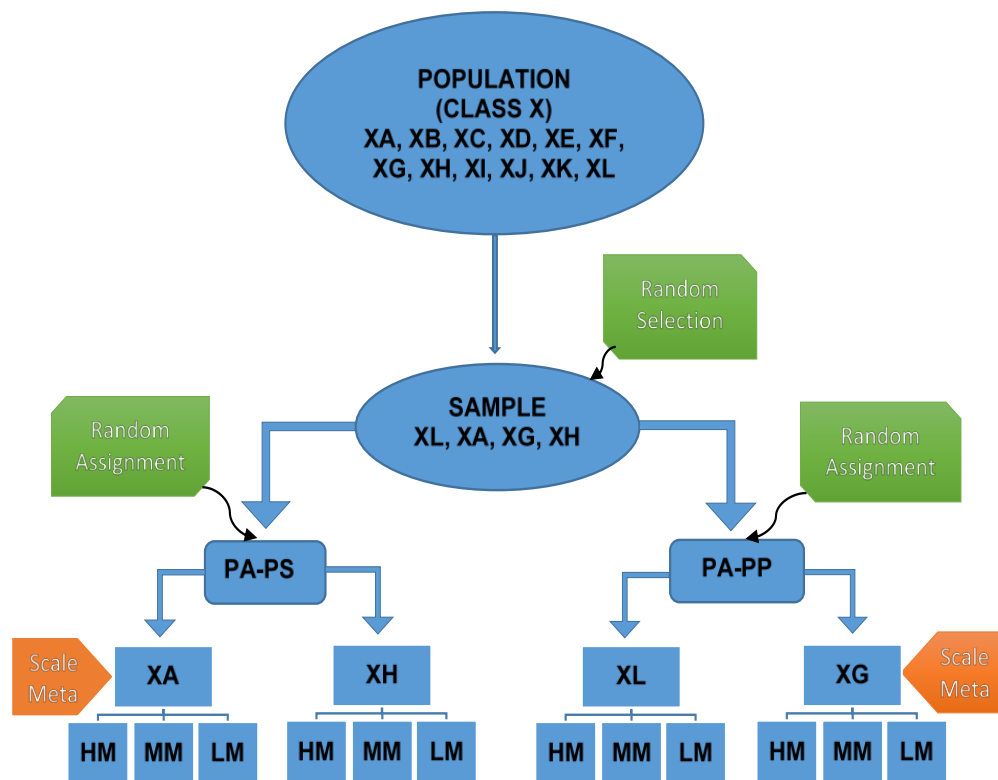 POPULATION
(CLASS X)
XA, XB, XC, XD, XE, XF,
XG, XH, XI, XJ, XK, XL
Random
Selection
SAMPLE
XL, XA, XG, XH
Random
Assignment
Random
Assignment
PA-PS
PA-PP
Scale
Meta
XA
XH
XL
XG
Scale
Meta
HM MM LM
HM MM LM
HM MM LM
HM MM LM